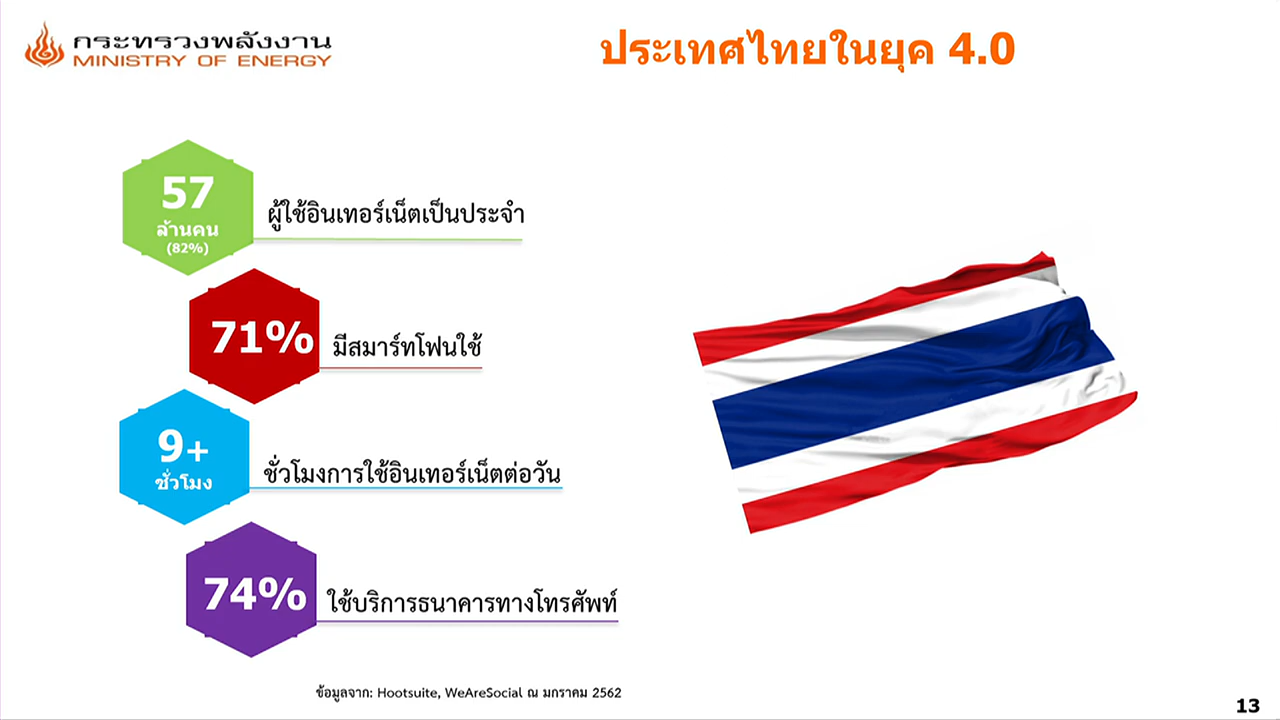 กระทรวงพลังงาน
MINISTRY OF ENERGY
ประเทศไทยในยุค 4.0
57
ล้านคน
(82%)
ผู้ใช้อินเทอร์เน็ตเป็นประจำ
71%
มีสมาร์ทโฟนใช้
9+
ชั่วโมง
ชั่วโมงการใช้อินเทอร์เน็ตต่อวัน
74%
ใช้บริการธนาคารทางโทรศัพท์
ข้อมูลจาก: Hootsuite, WeAreSocial ณ มกราคม 2562
13